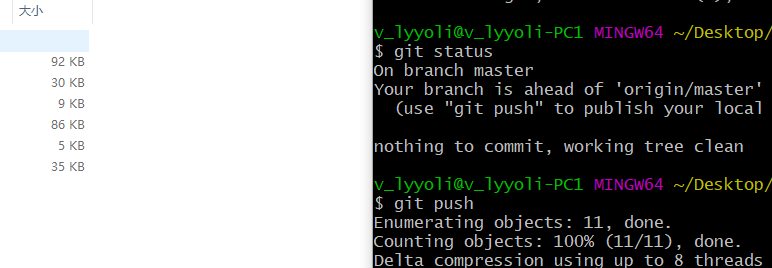 大小
92 KB
30 KB
9 KB
86 KB
5 KB
35 KB
v_lyyoli@v_lyyoli-PC1 MINGW64 ~/Desktop/
$ git status
On branch master
Your branch is ahead of 'origin/master'
(use "git push" to publish your local
nothing to commit, working tree clean
v_lyyoli@v_lyyoli-PC1 MINGW64 ~/Desktop/
$ git push
Enumerating objects: 11, done.
Counting objects: 100% (11/11), done.
Delta compression using up to 8 threads